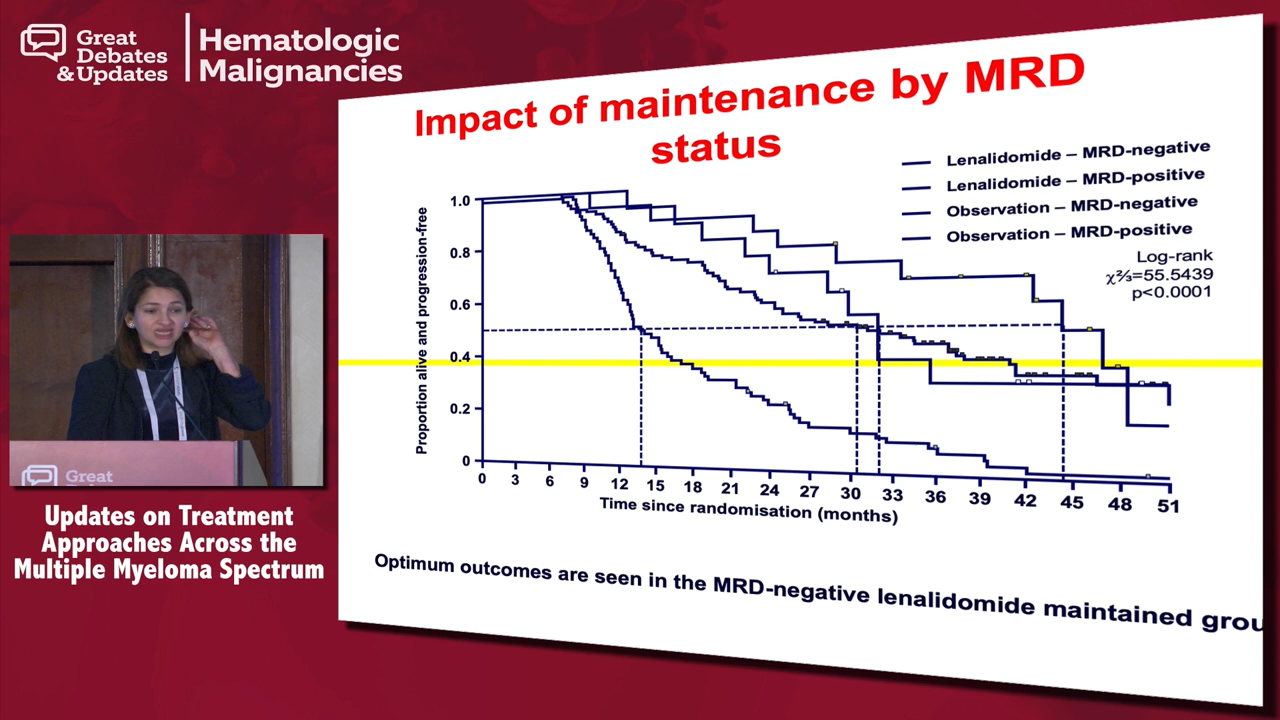 Great
Debates
& Updates
Hematologic
Malignancies
Impact of maintenance by MRD
status
Lenalidomide – MRD-negative
Lenalidomide – MRD-positive
Observation – MRD-negative
Observation – MRD-positive
Log-rank
χ⅔=55.5439
p<0.0001
Proportion alive and progression-free
1.0
0.8
0.6
0.4
0.2
0
0 3 6 9 12 15 18 21 24 27 30 33 36 39 42 45 48 51
Time since randomisation (months)
Optimum outcomes are seen in the MRD-negative lenalidomide maintained grou
Great
Updates on Treatment
Approaches Across the
Multiple Myeloma Spectrum